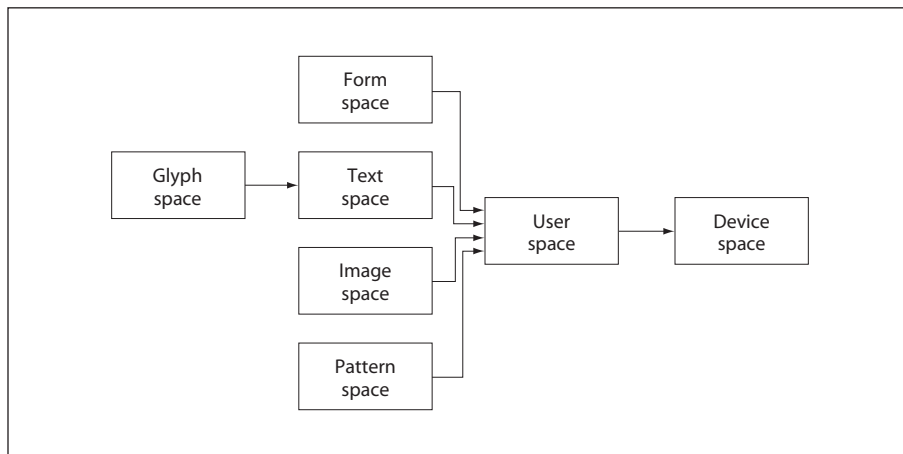 Form
space
Glyph
space
Text
space
Image
space
Pattern
space
User
space
Device
space